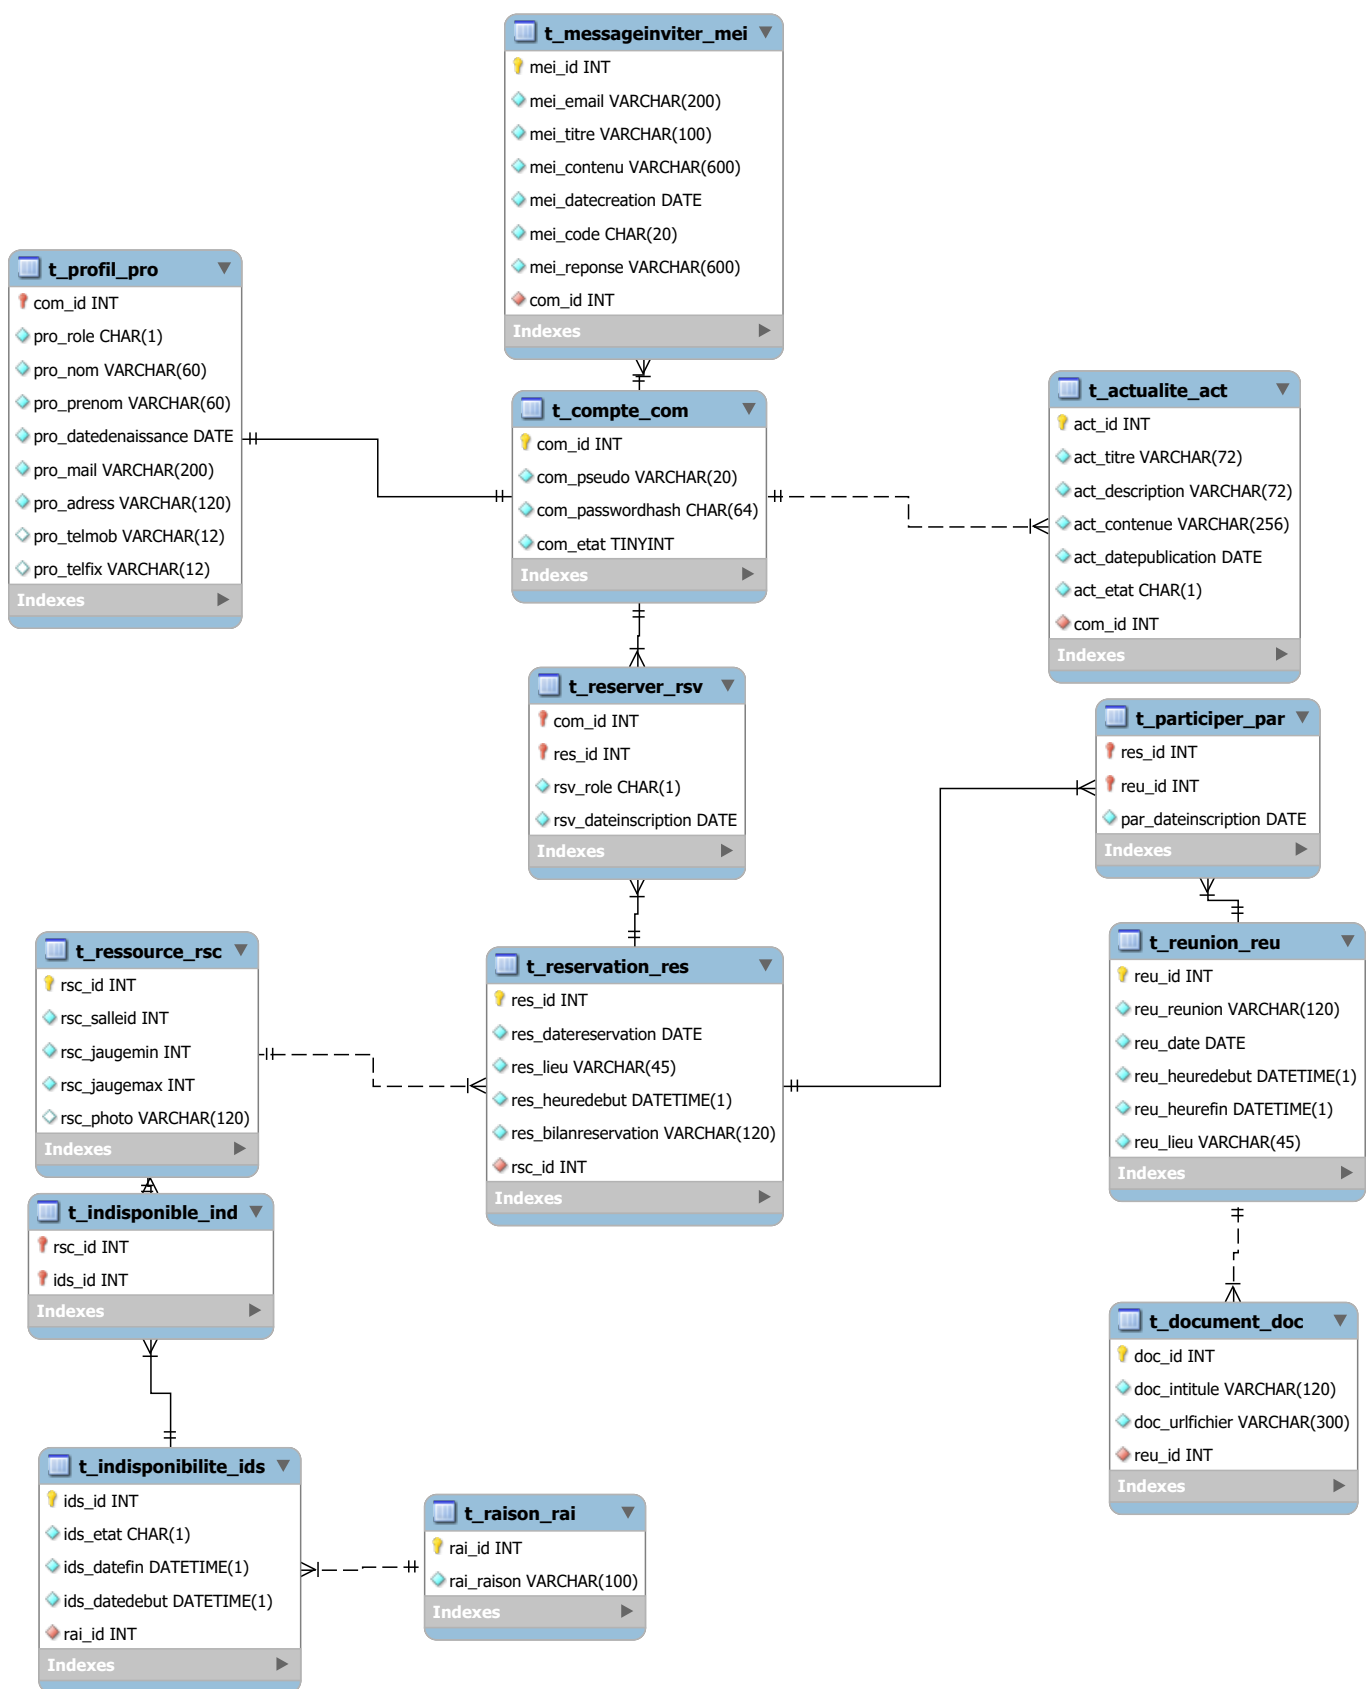 t_messageinviter_mei
mei_id INT
mei_email VARCHAR(200)
mei_titre VARCHAR(100)
mei_contenu VARCHAR(600)
mei_datecreation DATE
mei_code CHAR(20)
mei_reponse VARCHAR(600)
com_id INT
Indexes
t_profil_pro
com_id INT
pro_role CHAR(1)
pro_nom VARCHAR(60)
pro_prenom VARCHAR(60)
pro_datedenaissance DATE
pro_mail VARCHAR(200)
pro_adress VARCHAR(120)
pro_telmob VARCHAR(12)
pro_telfix VARCHAR(12)
Indexes
t_compte_com
com_id INT
com_pseudo VARCHAR(20)
com_passwordhash CHAR(64)
com_etat TINYINT
Indexes
t_actualite_act
act_id INT
act_titre VARCHAR(72)
act_description VARCHAR(72)
act_contenue VARCHAR(256)
act_datepublication DATE
act_etat CHAR(1)
com_id INT
Indexes
t_reserver_rsv
com_id INT
res_id INT
rsv_role CHAR(1)
rsv_dateinscription DATE
Indexes
t_participer_par
res_id INT
reu_id INT
par_dateinscription DATE
Indexes
t_ressource_rsc
rsc_id INT
rsc_salleid INT
rsc_jaugemin INT
rsc_jaugemax INT
rsc_photo VARCHAR(120)
Indexes
t_reservation_res
res_id INT
res_datereservation DATE
res_lieu VARCHAR(45)
res_heuredebut DATETIME(1)
res_bilanreservation VARCHAR(120)
rsc_id INT
Indexes
t_reunion_reu
reu_id INT
reu_reunion VARCHAR(120)
reu_date DATE
reu_heuredebut DATETIME(1)
reu_heurefin DATETIME(1)
reu_lieu VARCHAR(45)
Indexes
t_indisponible_ind
rsc_id INT
ids_id INT
Indexes
t_document_doc
doc_id INT
doc_intitule VARCHAR(120)
doc_urlfichier VARCHAR(300)
reu_id INT
Indexes
t_indisponibilite_ids
ids_id INT
ids_etat CHAR(1)
ids_datefin DATETIME(1)
ids_datedebut DATETIME(1)
rai_id INT
Indexes
t_raison_rai
rai_id INT
rai_raison VARCHAR(100)
Indexes